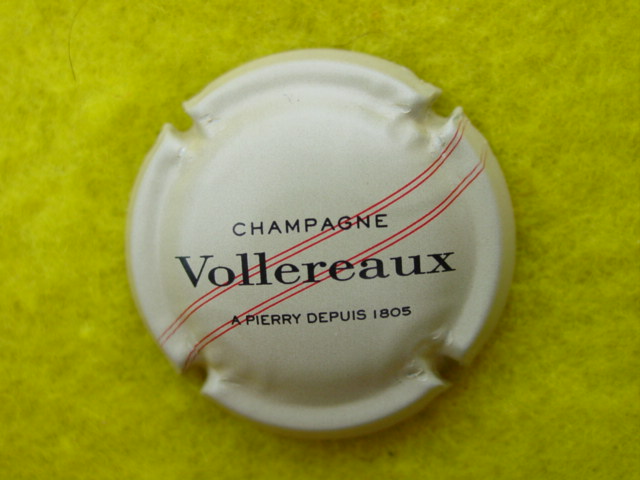 CHAMPAGNE
Vollereaux
A PIERRY DEPUIS 1805